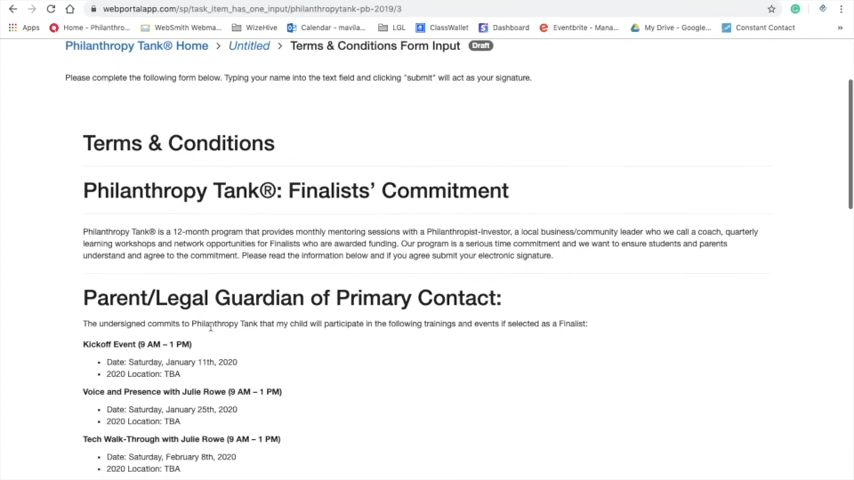 webportalapp.com/sp/task_item_has_one_input/philanthropytank-pb-2019/3
Apps Home - Philanthro... WebSmith Webma... WizeHive Calendar - mavila... LGL ClassWallet Dashboard Eventbrite - Mana... My Drive - Google... Constant Contact »
Philanthropy Tank® Home > Untitled > Terms & Conditions Form Input Draft
Please complete the following form below. Typing your name into the text field and clicking "submit" will act as your signature.
Terms & Conditions
Philanthropy Tank®: Finalists’ Commitment
Philanthropy Tank® is a 12-month program that provides monthly mentoring sessions with a Philanthropist-Investor, a local business/community leader who we call a coach, quarterly
learning workshops and network opportunities for Finalists who are awarded funding. Our program is a serious time commitment and we want to ensure students and parents
understand and agree to the commitment. Please read the information below and if you agree submit your electronic signature.
Parent/Legal Guardian of Primary Contact:
The undersigned commits to Philanthropy Tank that my child will participate in the following trainings and events if selected as a Finalist:
Kickoff Event (9 AM – 1 PM)
• Date: Saturday, January 11th, 2020
• 2020 Location: TBA
Voice and Presence with Julie Rowe (9 AM – 1 PM)
• Date: Saturday, January 25th, 2020
• 2020 Location: TBA
Tech Walk-Through with Julie Rowe (9 AM – 1 PM)
• Date: Saturday, February 8th, 2020
• 2020 Location: TBA